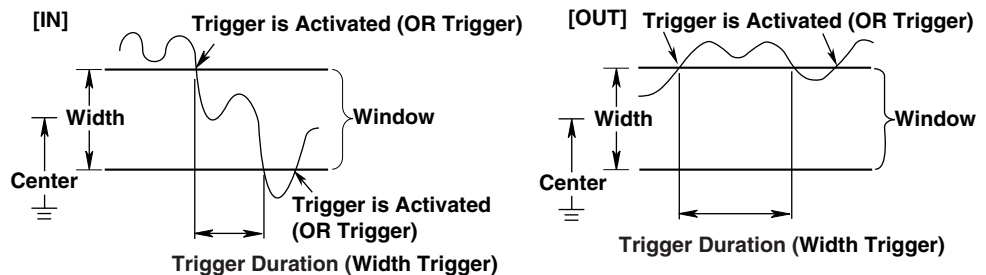 [IN]
Trigger is Activated (OR Trigger)
Width
Window
Center
Trigger is Activated
(OR Trigger)
Trigger Duration (Width Trigger)
[OUT]
Trigger is Activated (OR Trigger)
Width
Window
Center
Trigger Duration (Width Trigger)